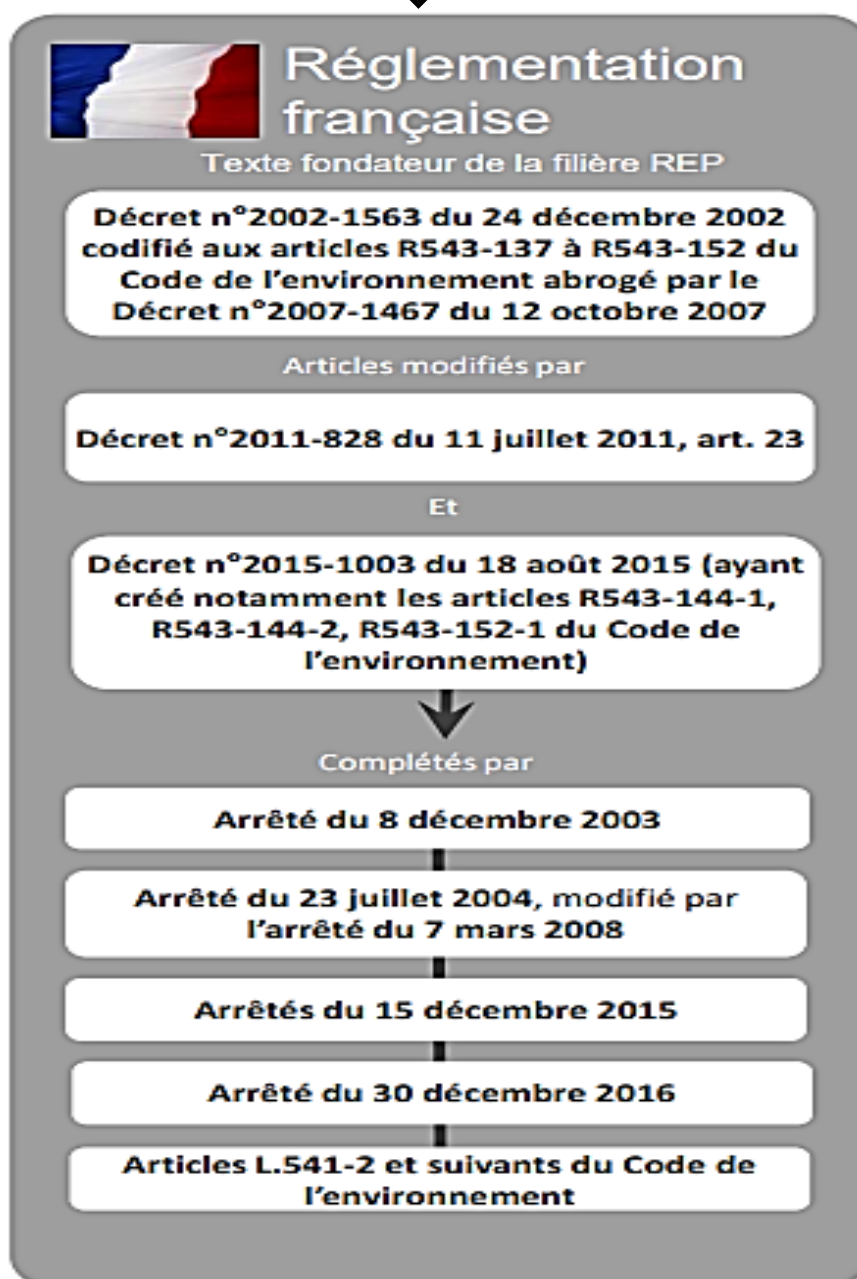 Réglementation
française
Texte fondateur de la filière REP
Décret n°2002-1563 du 24 décembre 2002
codifié aux articles R543-137 à R543-152 du
Code de l'environnement abrogé par le
Décret n°2007-1467 du 12 octobre 2007
Articles modifiés par
Décret n°2011-828 du 11 juillet 2011, art. 23
Et
Décret n°2015-1003 du 18 août 2015 (ayant
créé notamment les articles R543-144-1,
R543-144-2, R543-152-1 du Code de
l'environnement)
Complétés par
Arrêté du 8 décembre 2003
Arrêté du 23 juillet 2004, modifié par
l'arrêté du 7 mars 2008
Arrêtés du 15 décembre 2015
Arrêté du 30 décembre 2016
Articles L.541-2 et suivants du Code de
l'environnement